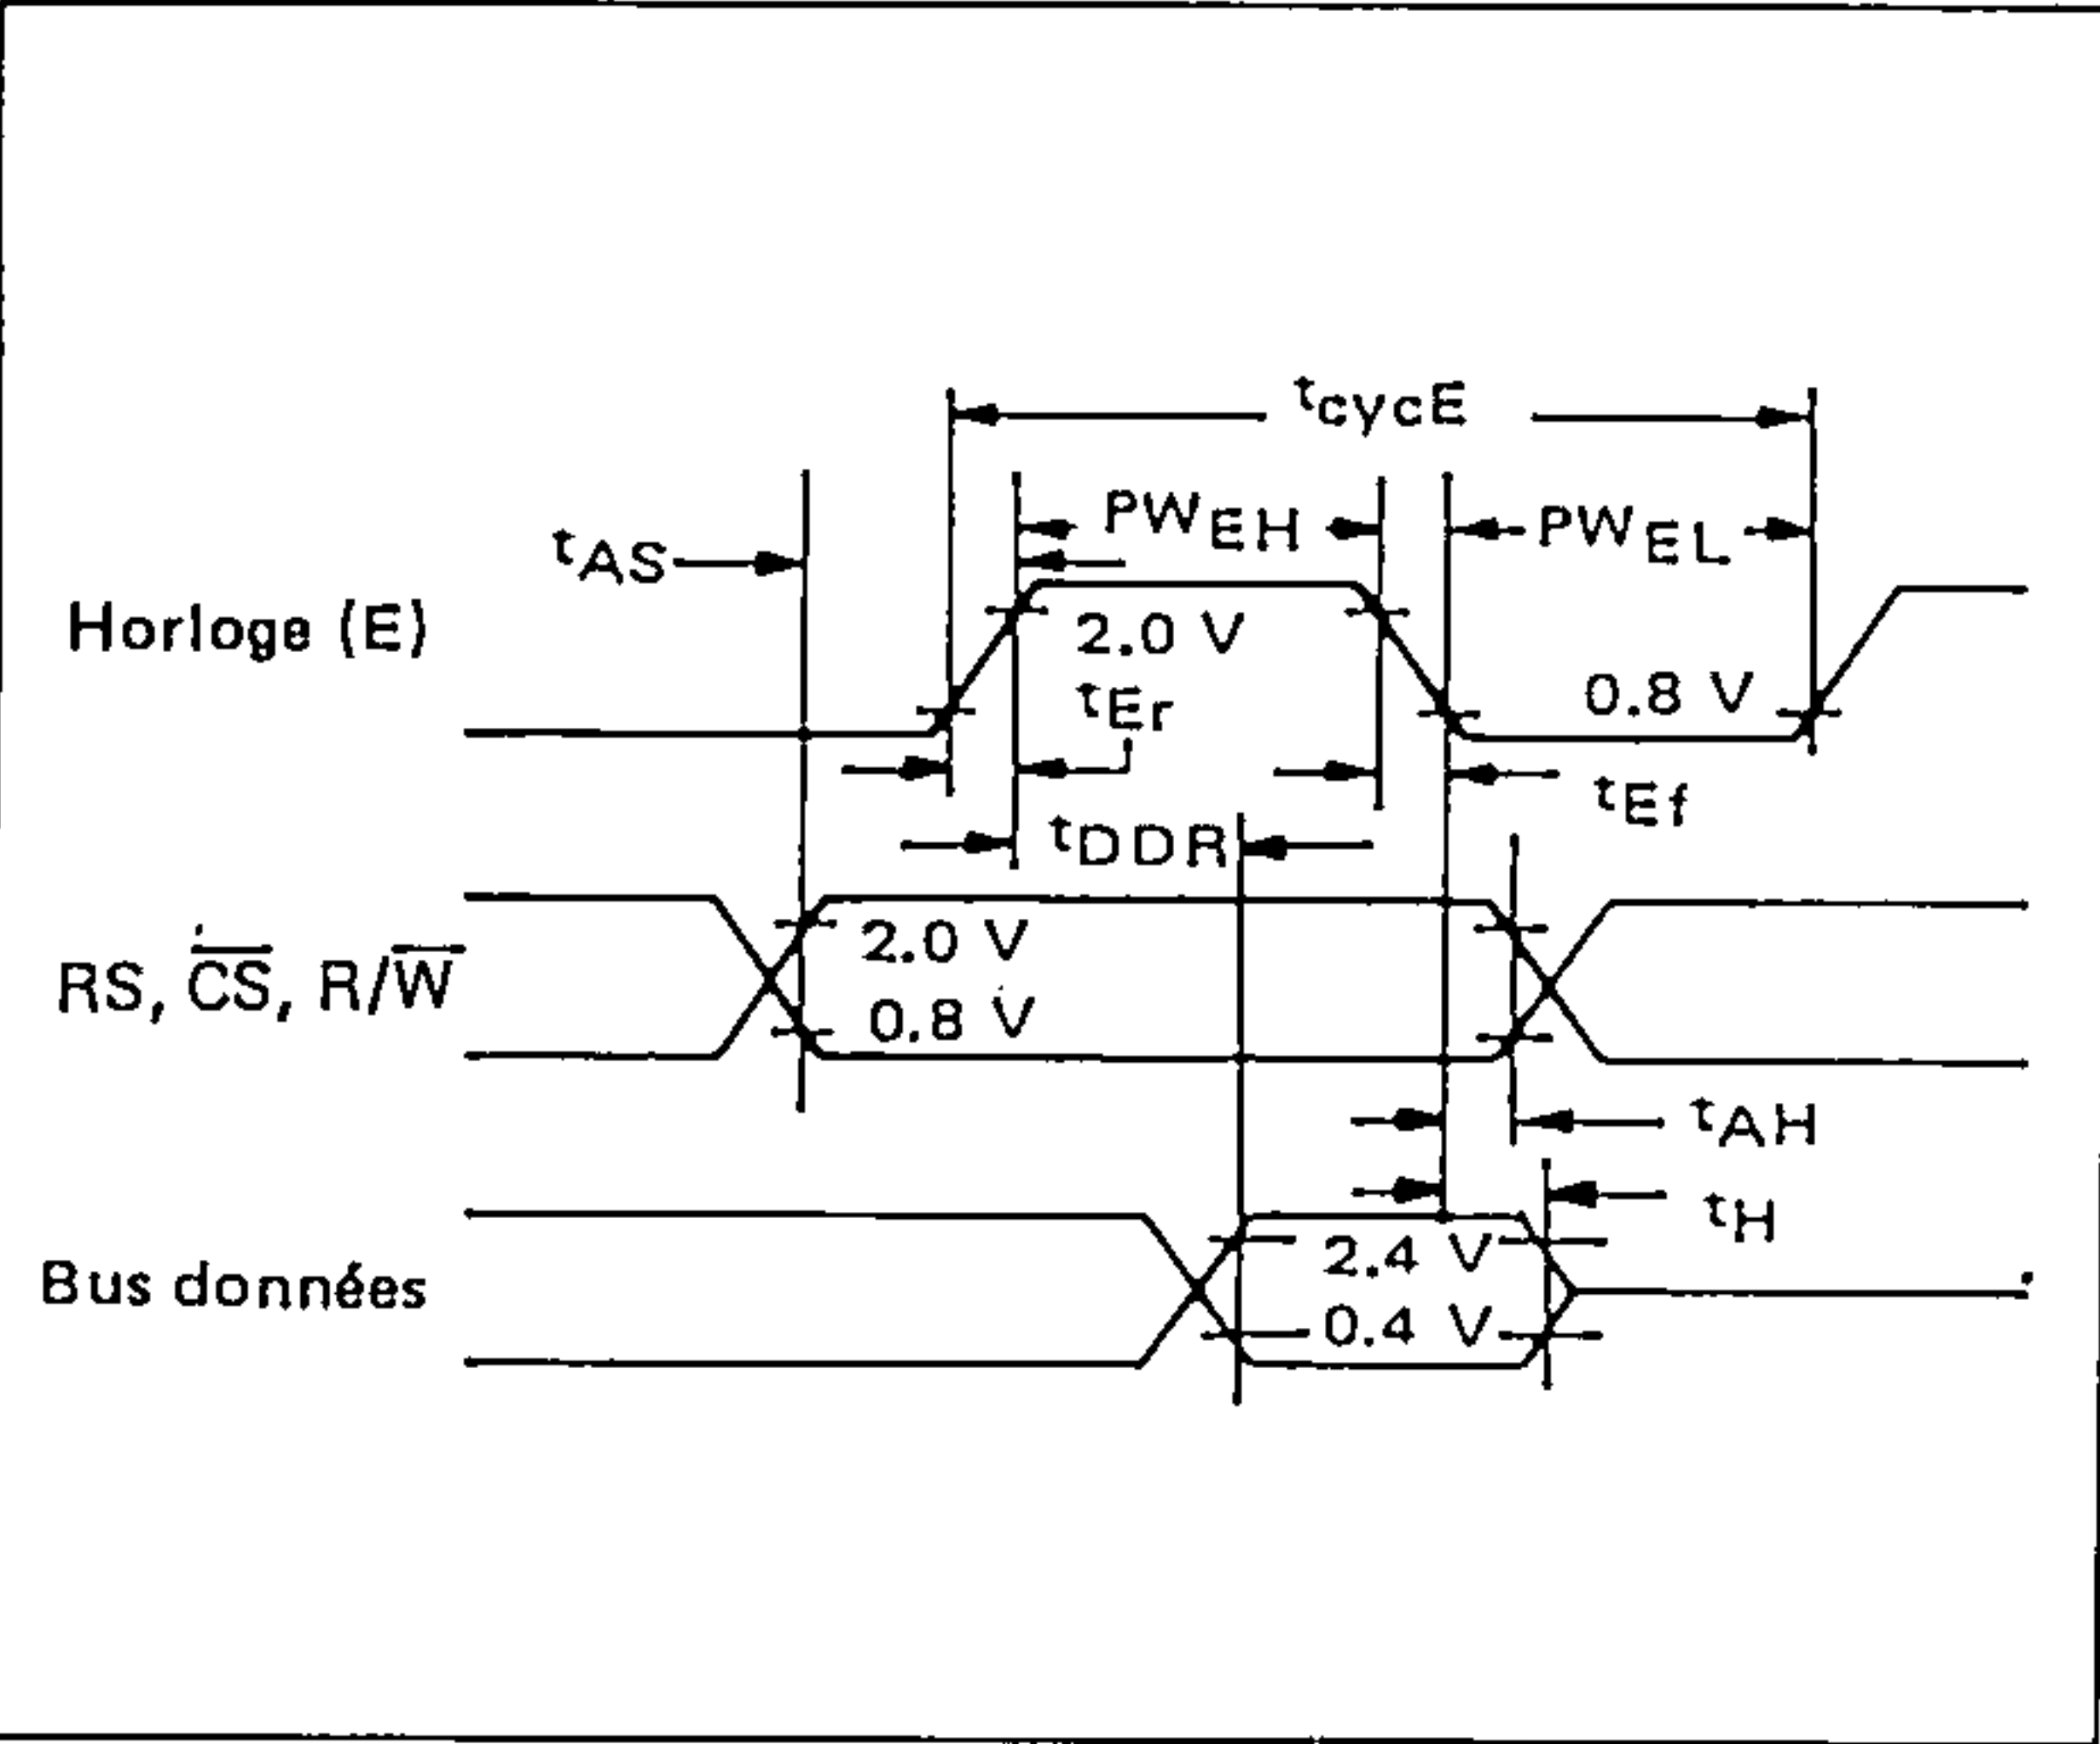 tcycE
PWEH
PWEL
tAS
Horloge (E)
2.0 V
0.8 V
tEr
tEf
tDDR
RS, C̅S̅, R/W̅
2.0 V
0.8 V
tAH
tH
Bus données
2.4 V
0.4 V